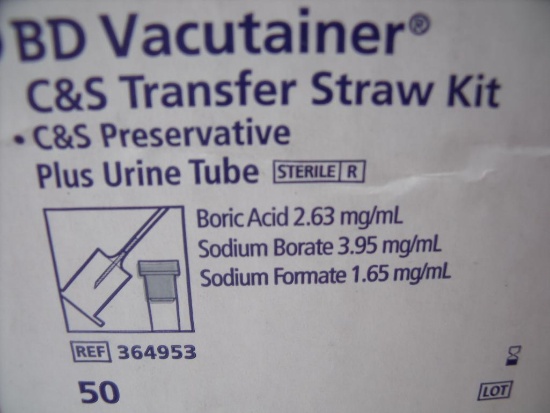 BD Vacutainer®
C&S Transfer Straw Kit
• C&S Preservative
Plus Urine Tube STERILE R
Boric Acid 2.63 mg/mL
Sodium Borate 3.95 mg/mL
Sodium Formate 1.65 mg/mL
REF 364953
50
LOT